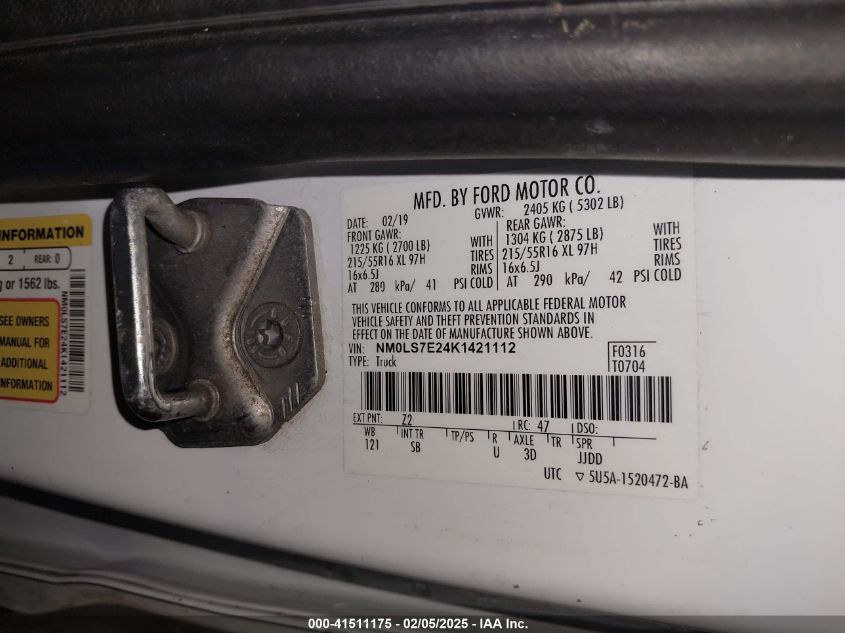 INFORMATION
2 REAR: 0
g or 1562 lbs.
SEE OWNERS
MANUAL FOR
ADDITIONAL
INFORMATION
NM0LS7E24K1421112
MFD. BY FORD MOTOR CO.
DATE: 02/19 GVWR: 2405 KG ( 5302 LB)
FRONT GAWR: REAR GAWR:
1225 KG ( 2700 LB) WITH 1304 KG ( 2875 LB) WITH
215/55R16 XL 97H TIRES 215/55R16 XL 97H TIRES
16x6.5J RIMS 16x6.5J RIMS
AT 280 kPa/ 41 PSI COLD AT 290 kPa/ 42 PSI COLD
THIS VEHICLE CONFORMS TO ALL APPLICABLE FEDERAL MOTOR
VEHICLE SAFETY AND THEFT PREVENTION STANDARDS IN
EFFECT ON THE DATE OF MANUFACTURE SHOWN ABOVE.
VIN: NM0LS7E24K1421112 F0316
TYPE: Truck T0704
EXT PNT: Z2 RC: 47 DSO:
WB INT TR TP/PS R AXLE TR SPR
121 SB U 3D JJDD
UTC ▽ 5U5A-1520472-BA
000-41511175 - 02/05/2025 - IAA Inc.